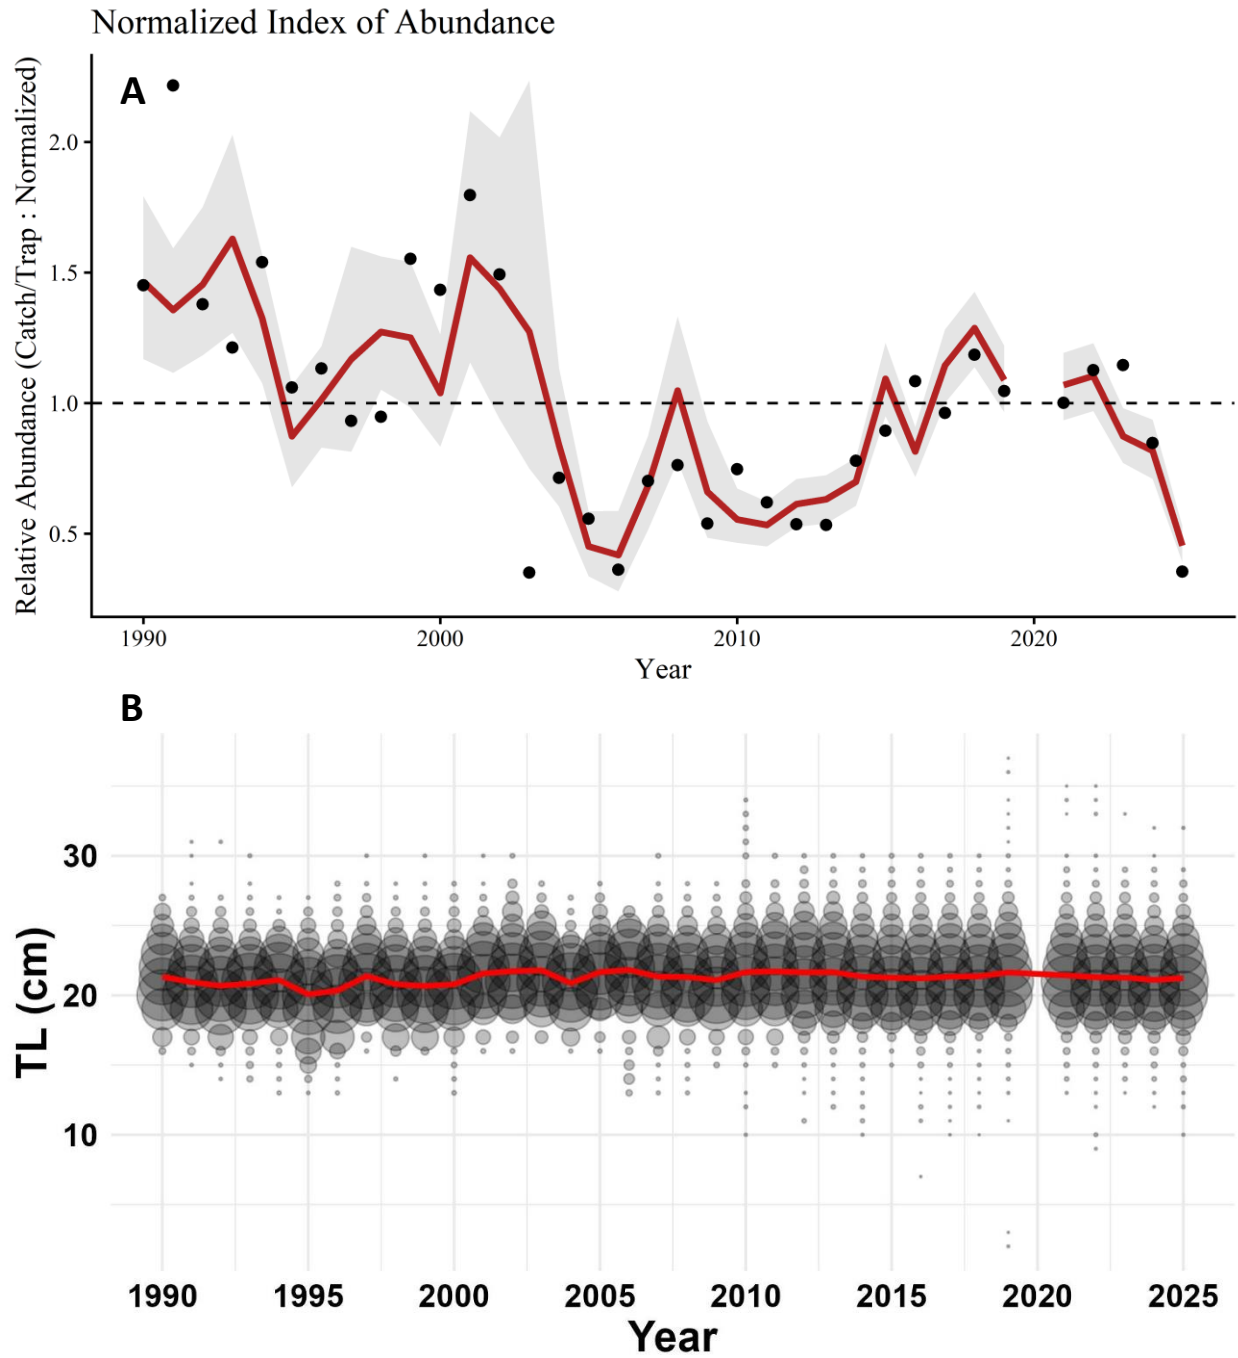 Normalized Index of Abundance
A
Relative Abundance (Catch/Trap : Normalized)
2.0
1.5
1.0
0.5
1990 2000 2010 2020
Year
B
TL (cm)
30
20
10
1990 1995 2000 2005 2010 2015 2020 2025
Year